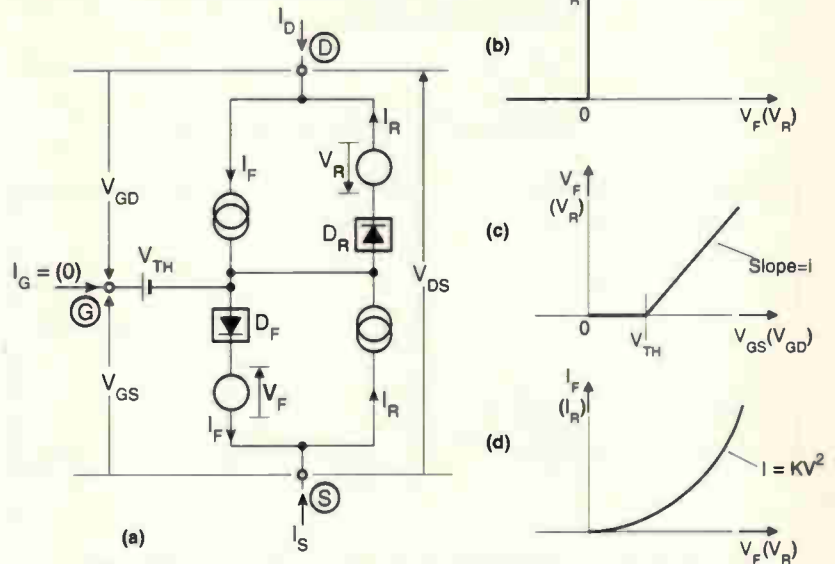 I_D
D
R
(b)
0
V_F(V_R)
I_R
V_R
I_F
V_GD
D_R
V_TH
I_G = (0)
G
V_DS
D_F
V_GS
V_F
I_F
I_R
S
I_S
(a)
V_F
(V_R)
(c)
Slope=i
0
V_TH
V_GS(V_GD)
I_F
(I_R)
(d)
I = KV²
V_F(V_R)